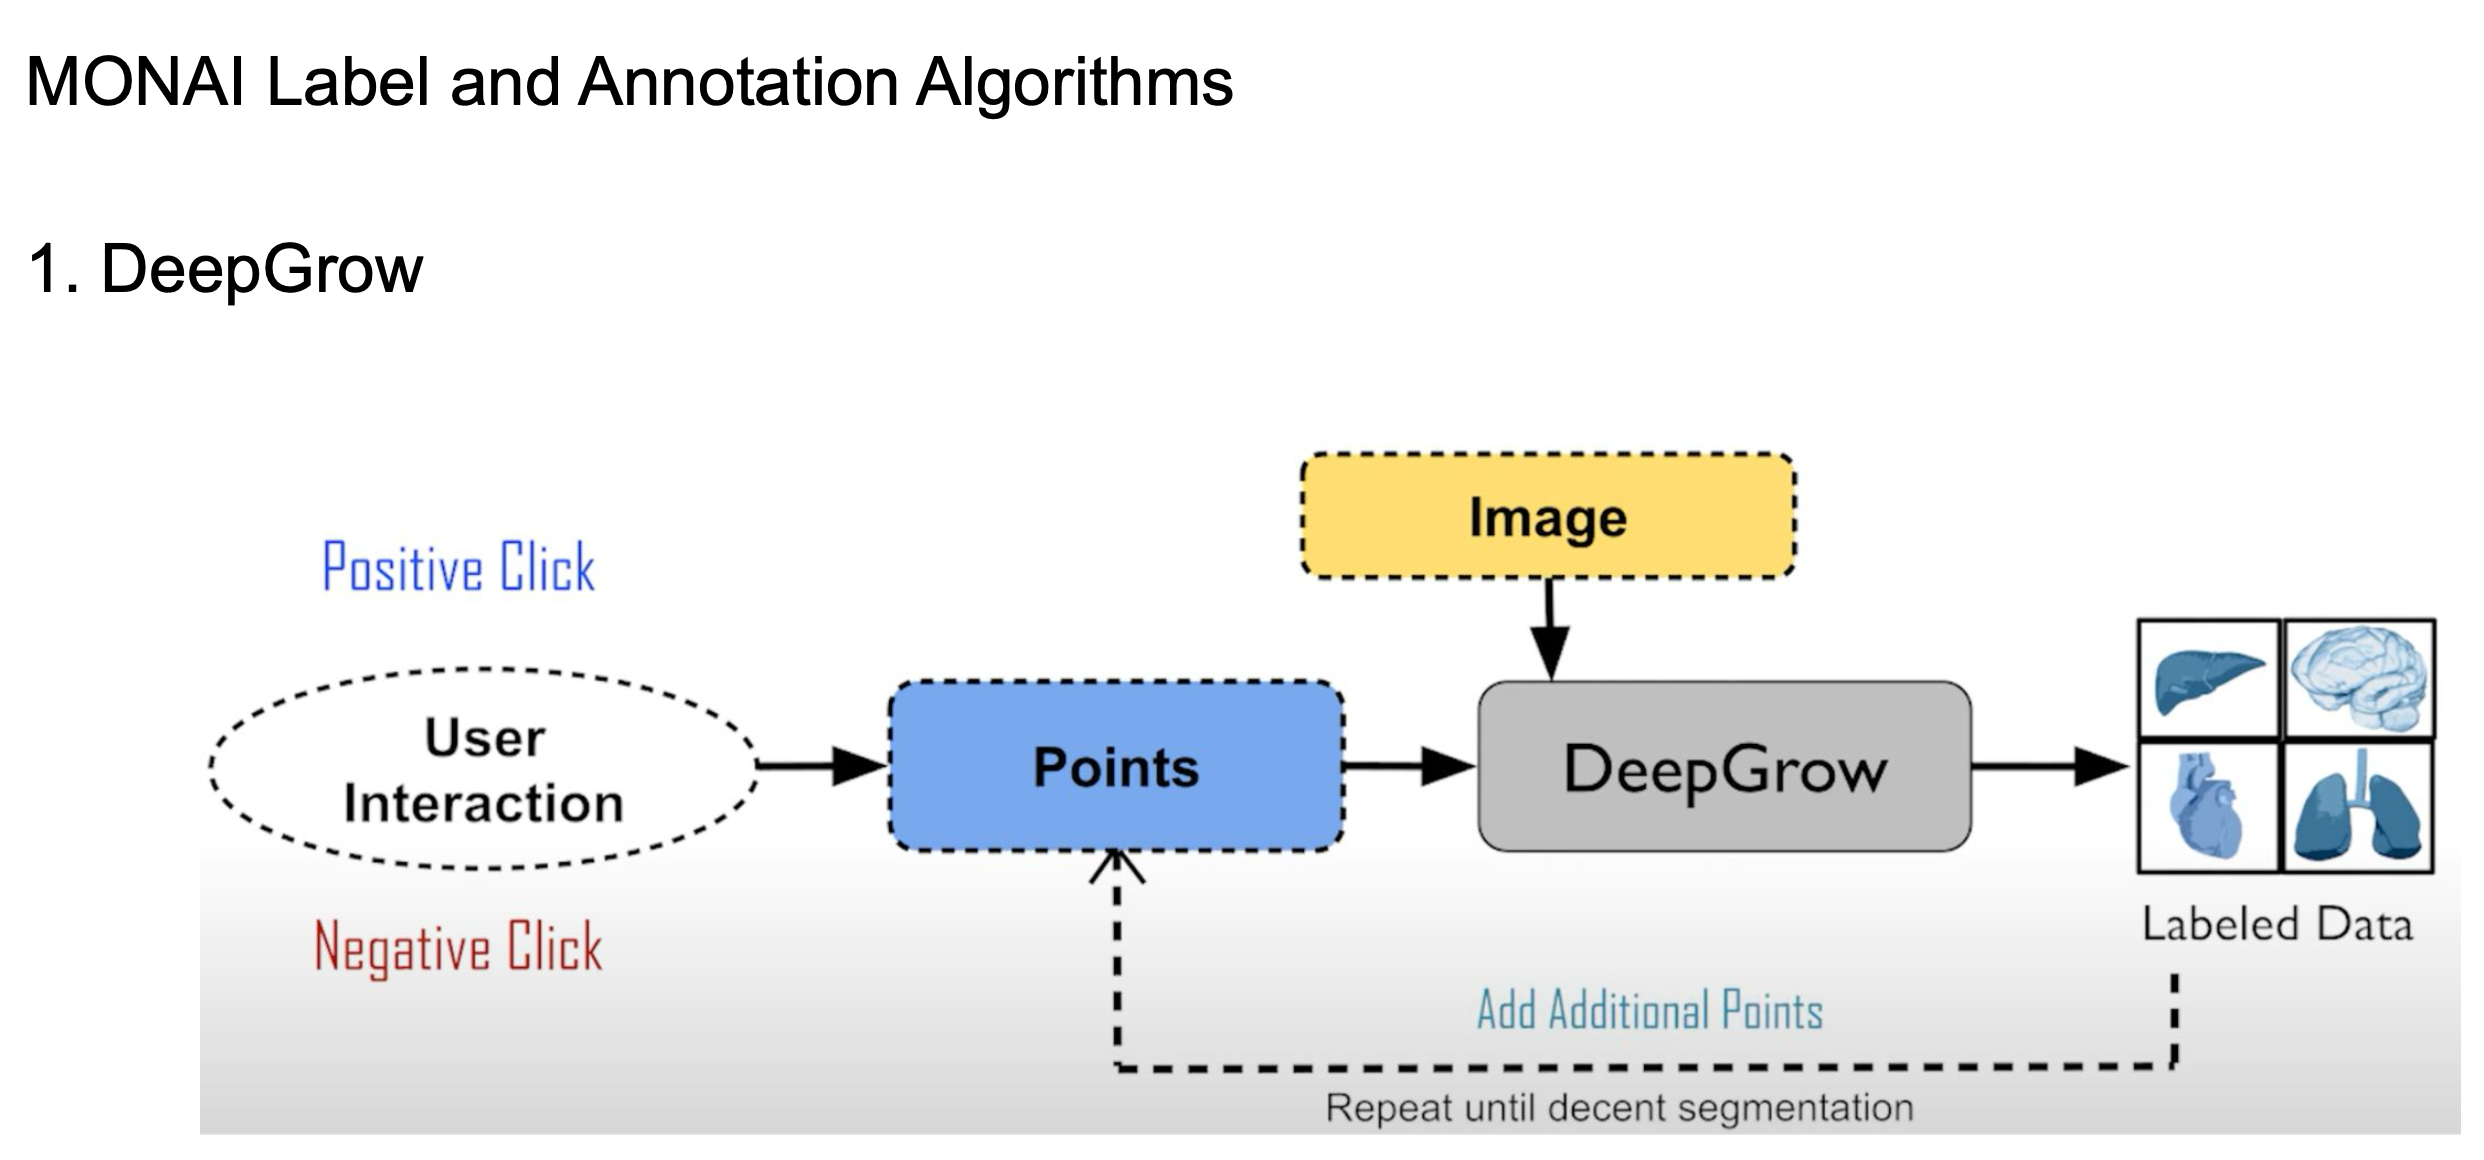 MONAI Label and Annotation Algorithms
1. DeepGrow
Image
Positive Click
User
Interaction
Points
DeepGrow
Negative Click
Labeled Data
Add Additional Points
Repeat until decent segmentation